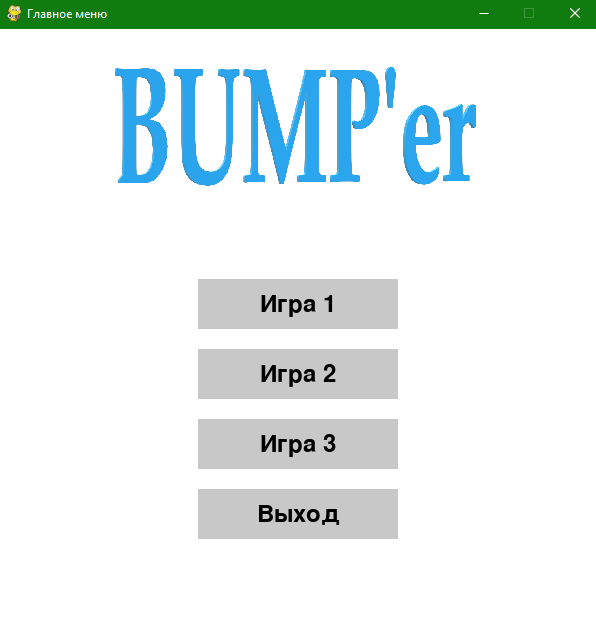 Главное меню
BUMP'er
Игра 1
Игра 2
Игра 3
Выход